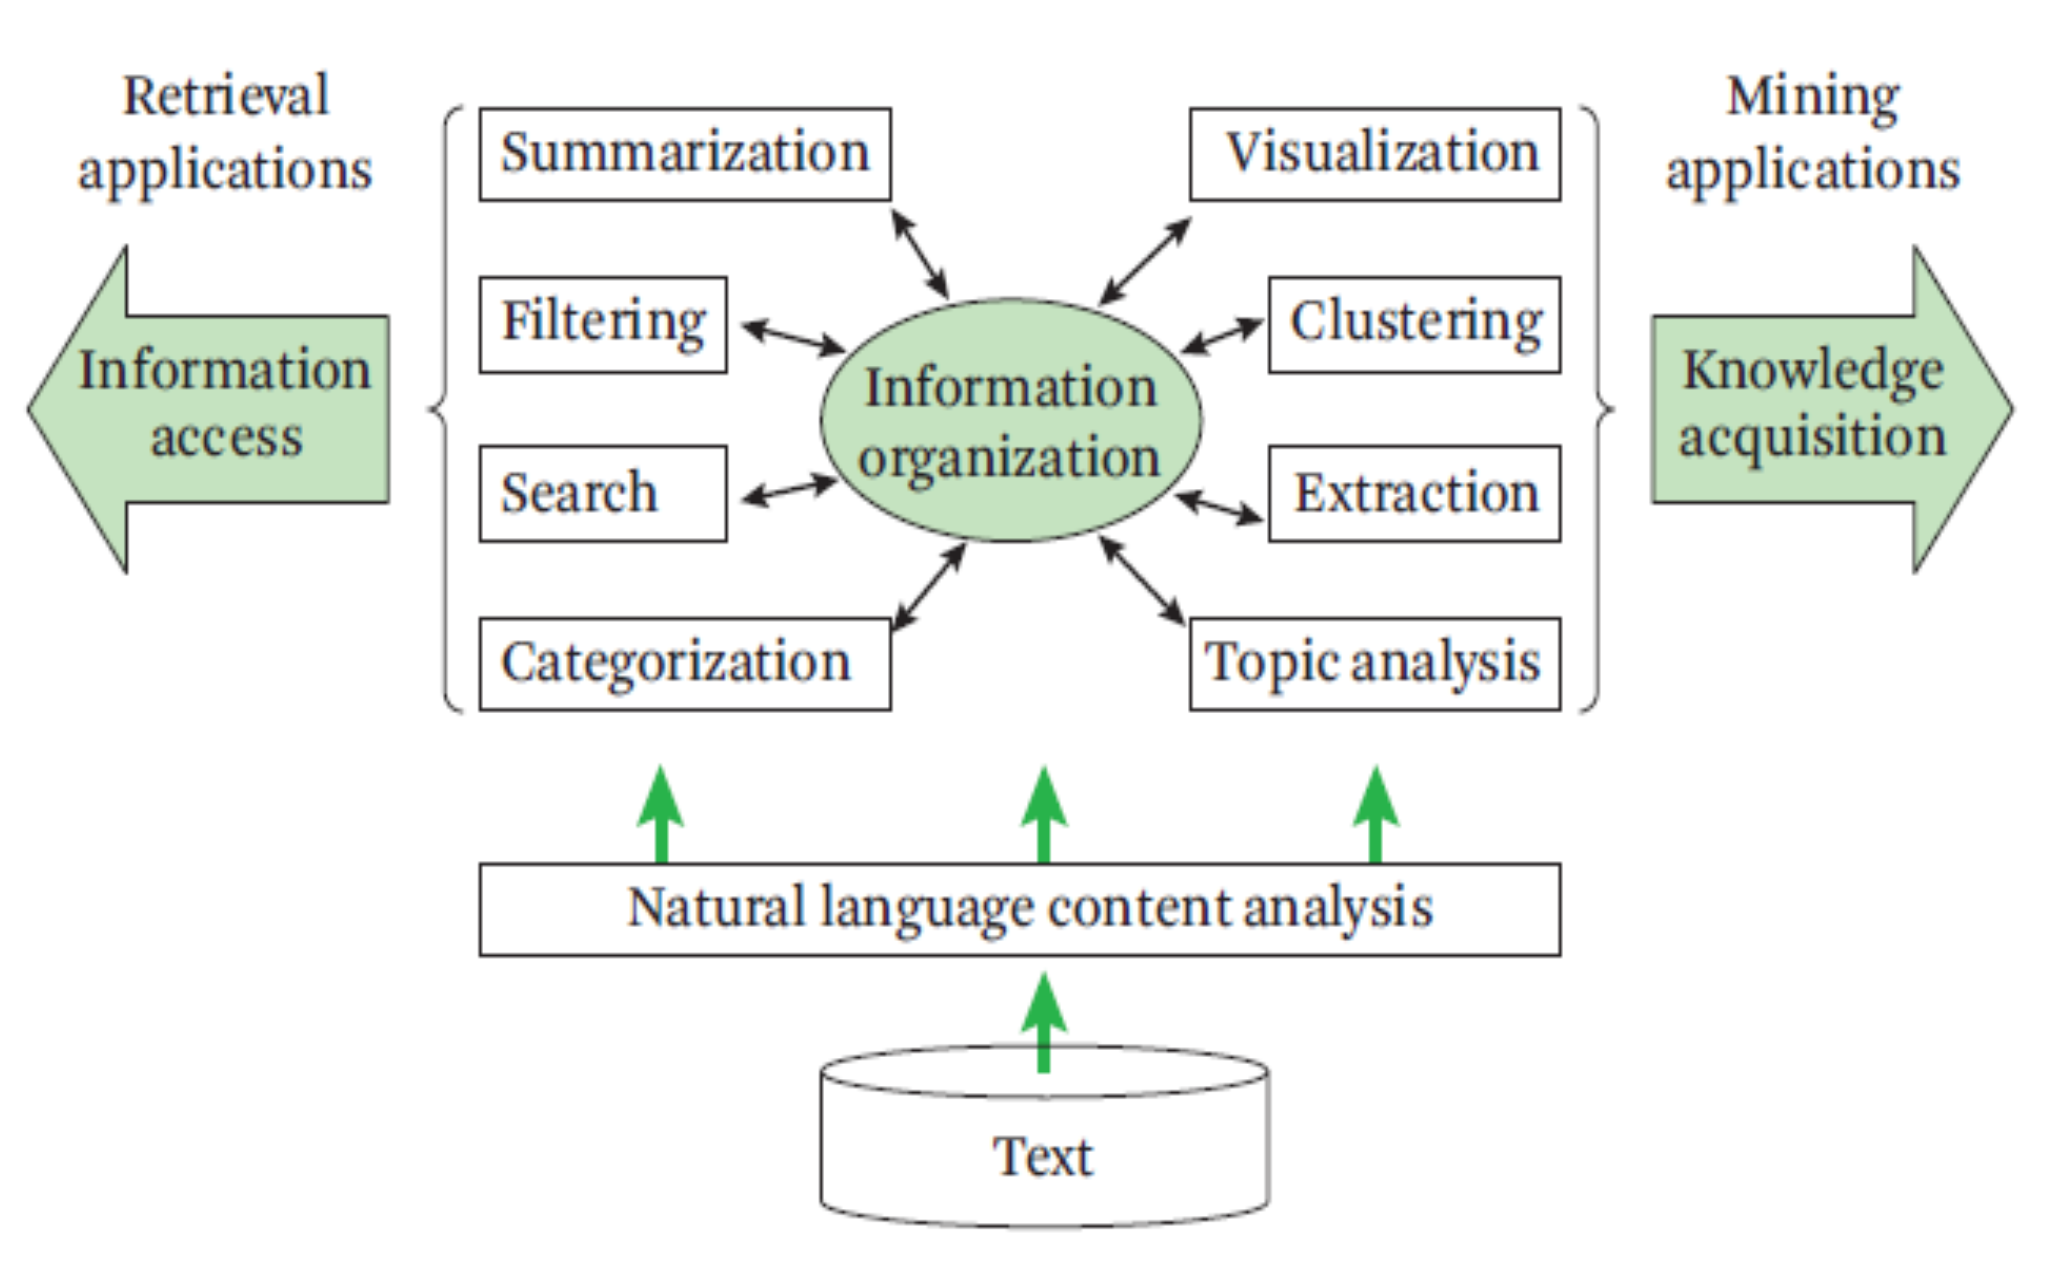 Retrieval
applications
Information
access
Summarization
Filtering
Search
Categorization
Information
organization
Visualization
Clustering
Extraction
Topic analysis
Mining
applications
Knowledge
acquisition
Natural language content analysis
Text